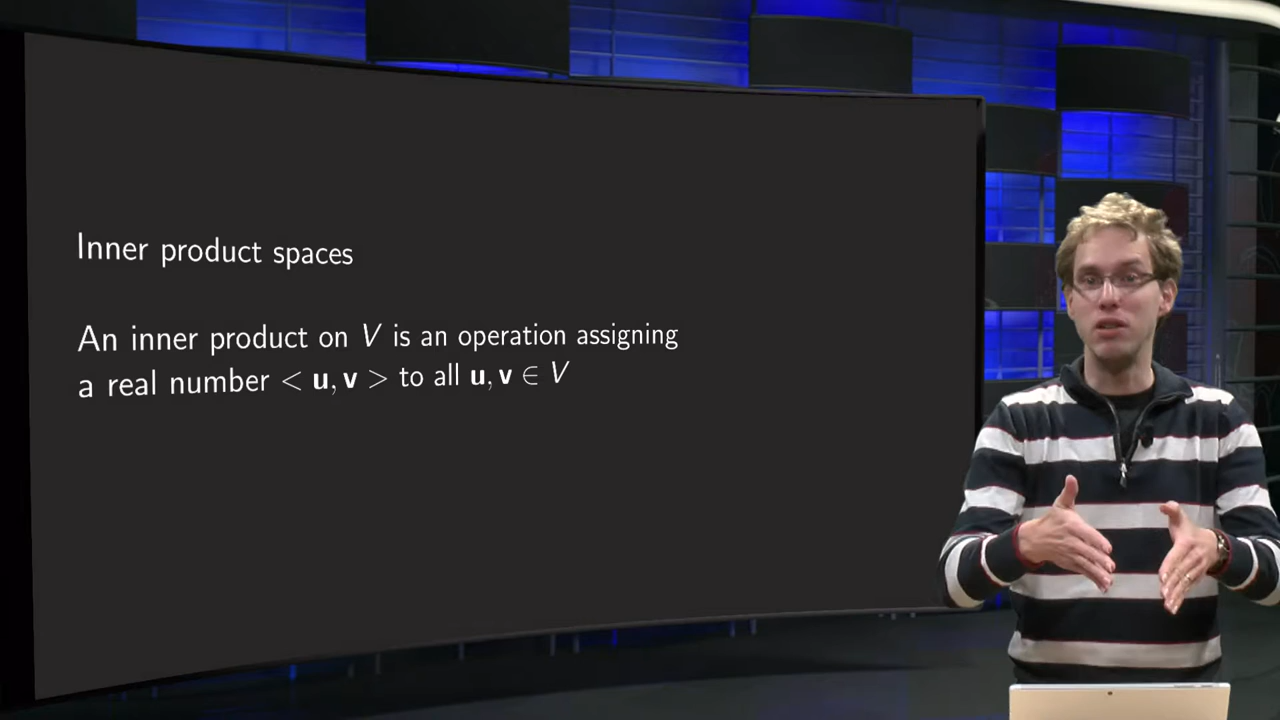 Inner product spaces
An inner product on V is an operation assigning
a real number < u, v > to all u, v ∈ V